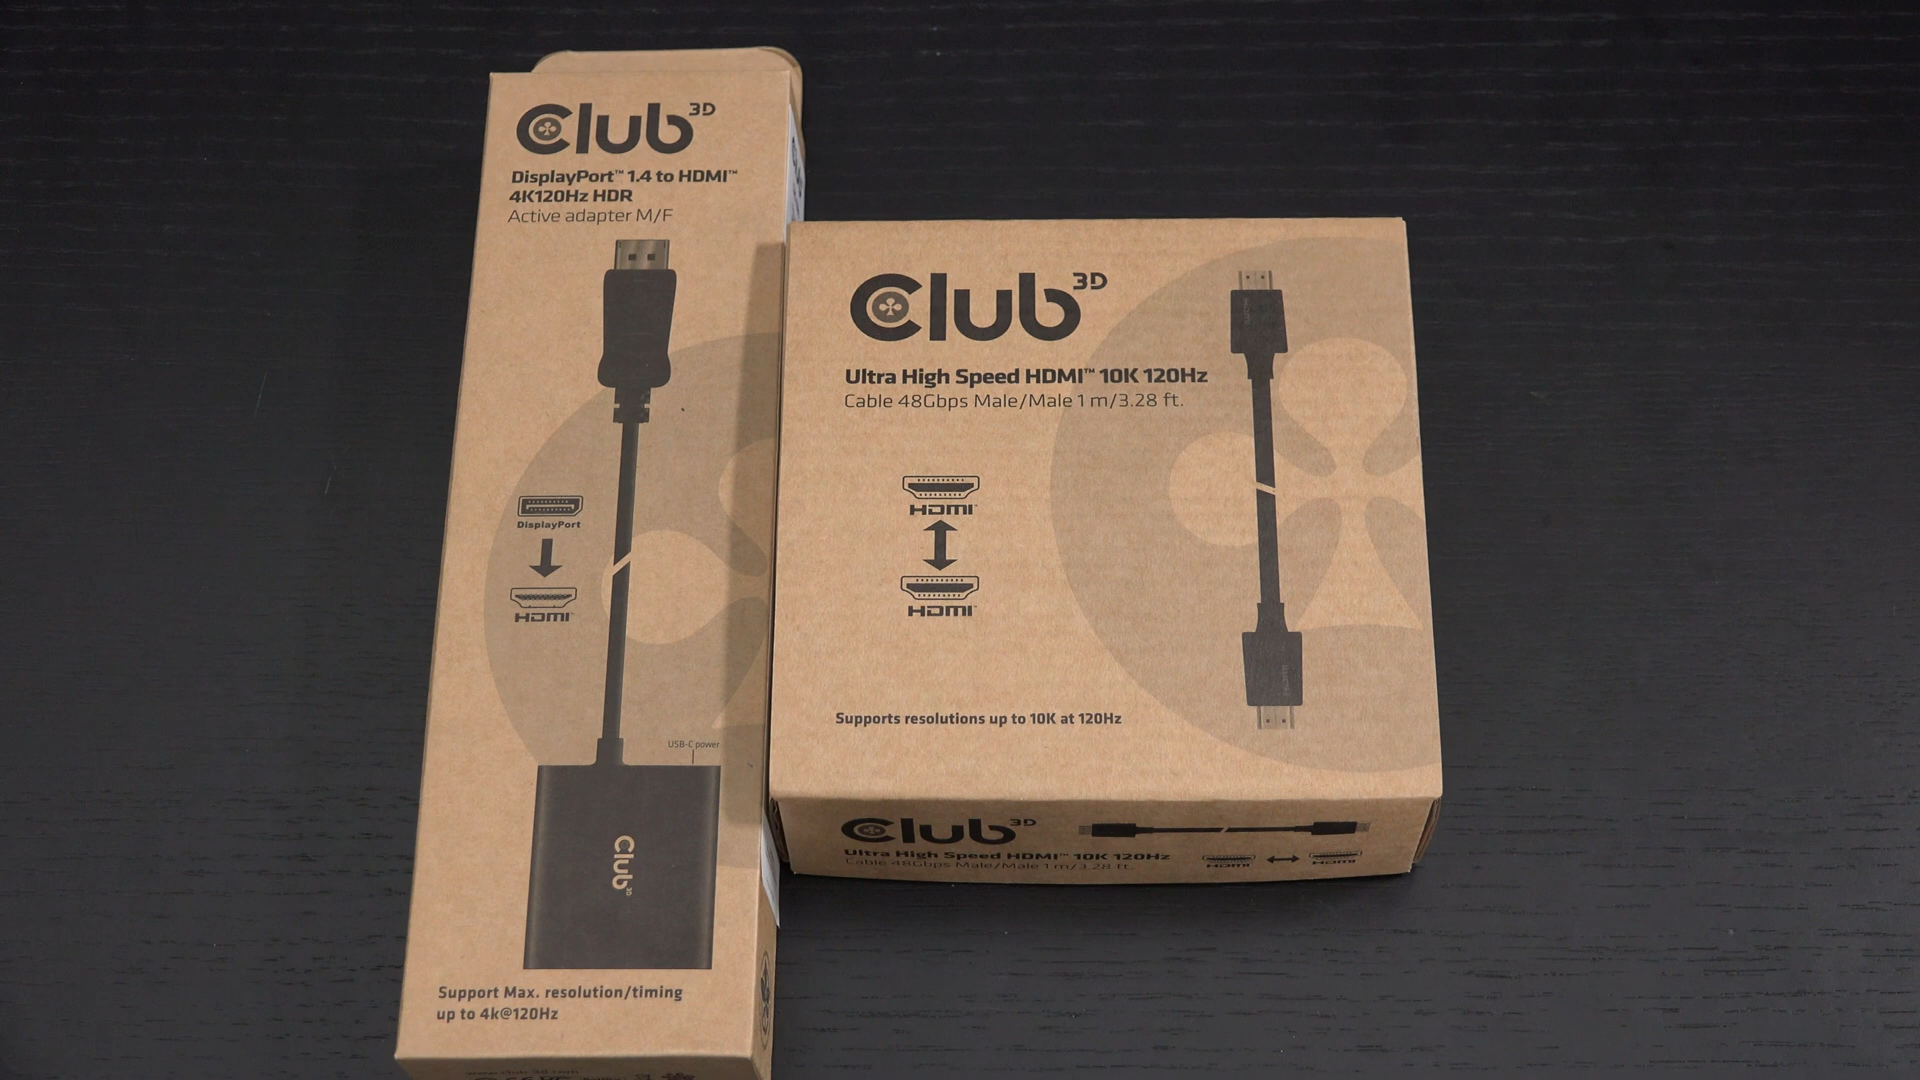 Club 3D
DisplayPort™ 1.4 to HDMI™
4K120Hz HDR
Active adapter M/F
DisplayPort
HDMI
USB-C power
Club 3D
Support Max. resolution/timing
up to 4k@120Hz
Club 3D
Ultra High Speed HDMI™ 10K 120Hz
Cable 48Gbps Male/Male 1 m/3.28 ft.
HDMI
HDMI
Supports resolutions up to 10K at 120Hz
Club 3D
Ultra High Speed HDMI™ 10K 120Hz
Cable 48Gbps Male/Male 1 m/3.28 ft.
HDMI
HDMI